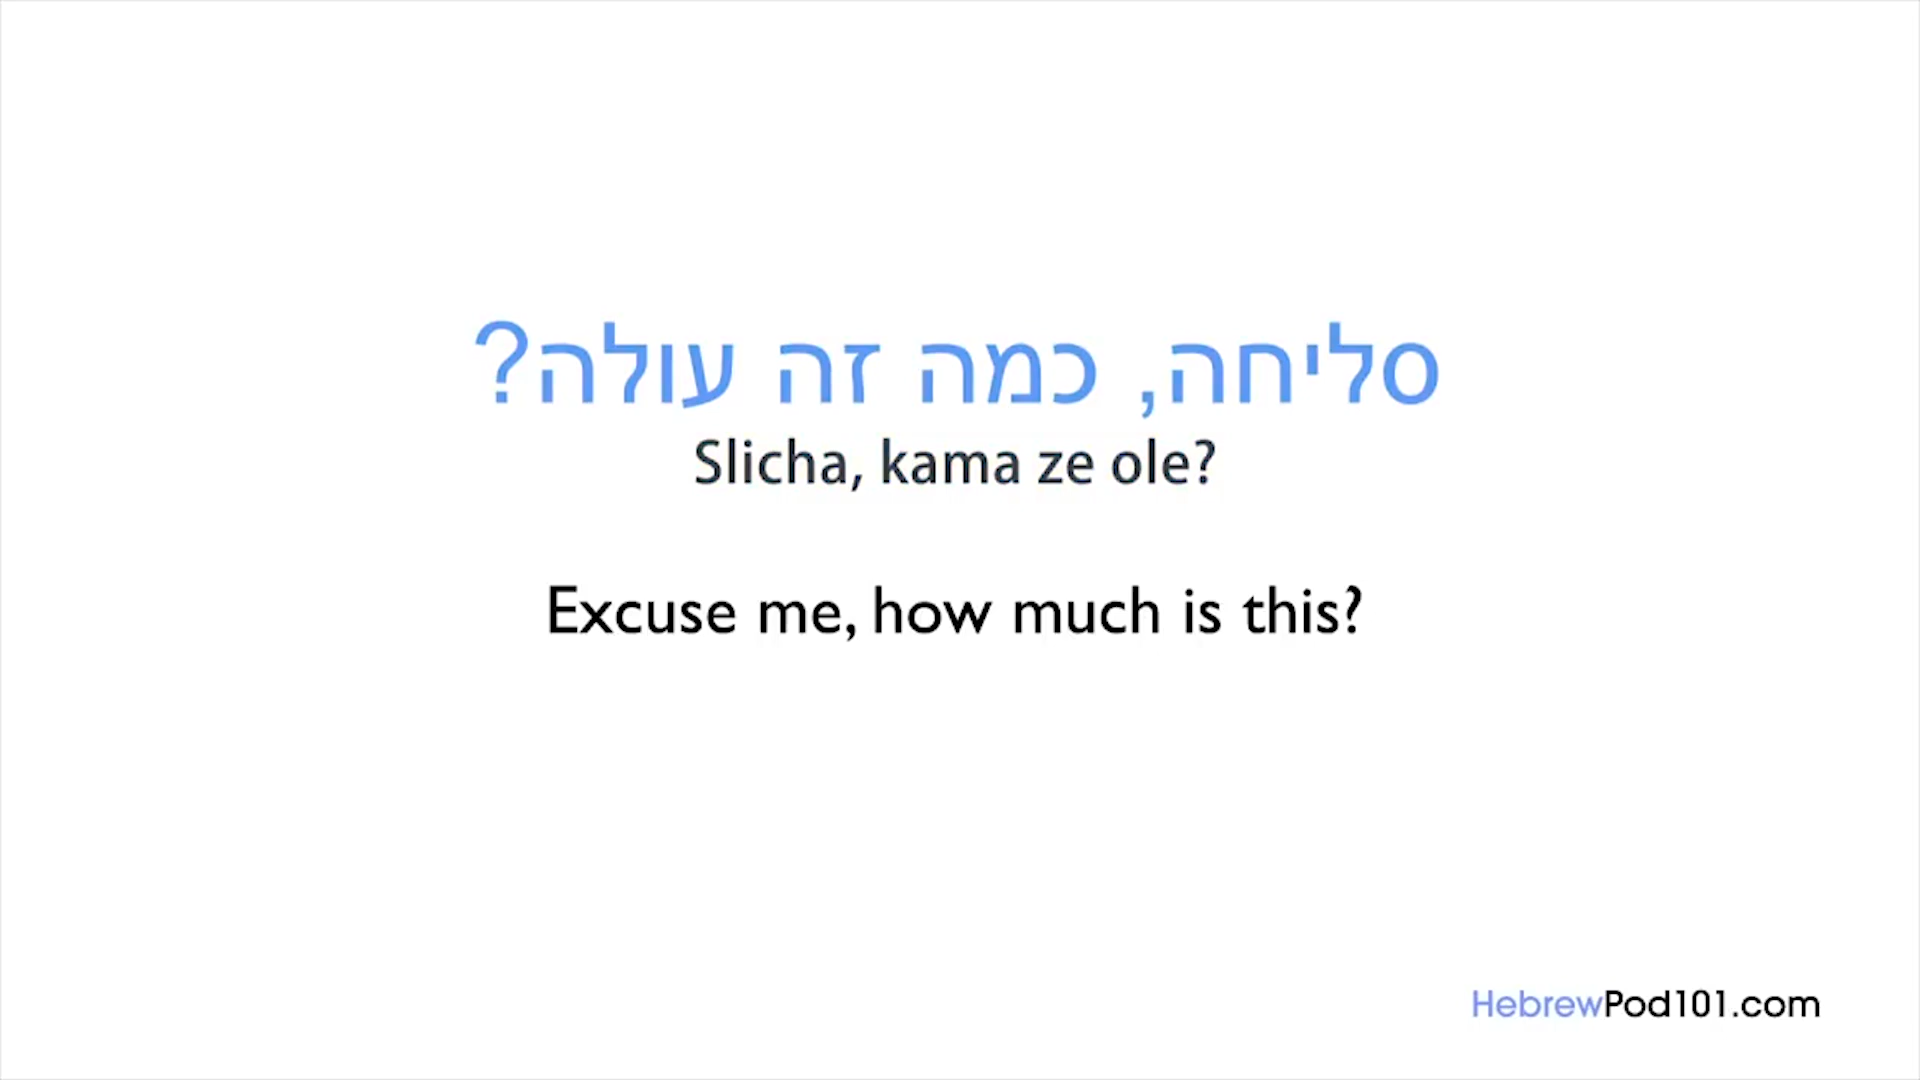 סליחה, כמה זה עולה?
Slicha, kama ze ole?
Excuse me, how much is this?
HebrewPod101.com